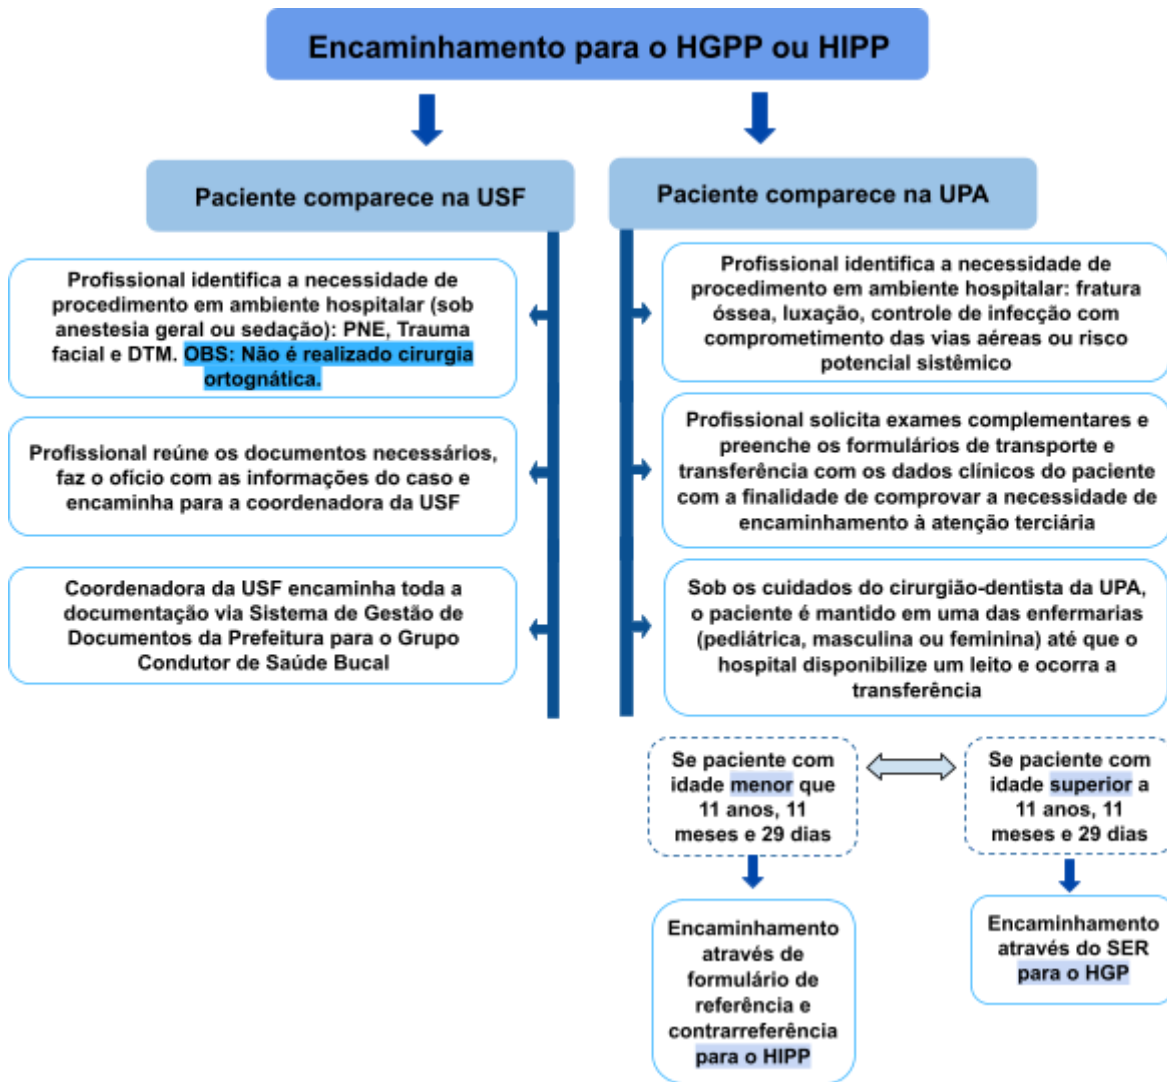 Encaminhamento para o HGPP ou HIPP
Paciente comparece na USF
Profissional identifica a necessidade de
procedimento em ambiente hospitalar (sob
anestesia geral ou sedação): PNE, Trauma
facial e DTM. OBS: Não é realizado cirurgia
ortognática.
Profissional reúne os documentos necessários,
faz o ofício com as informações do caso e
encaminha para a coordenadora da USF
Coordenadora da USF encaminha toda a
documentação via Sistema de Gestão de
Documentos da Prefeitura para o Grupo
Condutor de Saúde Bucal
Paciente comparece na UPA
Profissional identifica a necessidade de
procedimento em ambiente hospitalar: fratura
óssea, luxação, controle de infecção com
comprometimento das vias aéreas ou risco
potencial sistêmico
Profissional solicita exames complementares e
preenche os formulários de transporte e
transferência com os dados clínicos do paciente
com a finalidade de comprovar a necessidade de
encaminhamento à atenção terciária
Sob os cuidados do cirurgião-dentista da UPA,
o paciente é mantido em uma das enfermarias
(pediátrica, masculina ou feminina) até que o
hospital disponibilize um leito e ocorra a
transferência
Se paciente com
idade menor que
11 anos, 11
meses e 29 dias
Encaminhamento
através de
formulário de
referência e
contrarreferência
para o HIPP
Se paciente com
idade superior a
11 anos, 11
meses e 29 dias
Encaminhamento
através do SER
para o HGP